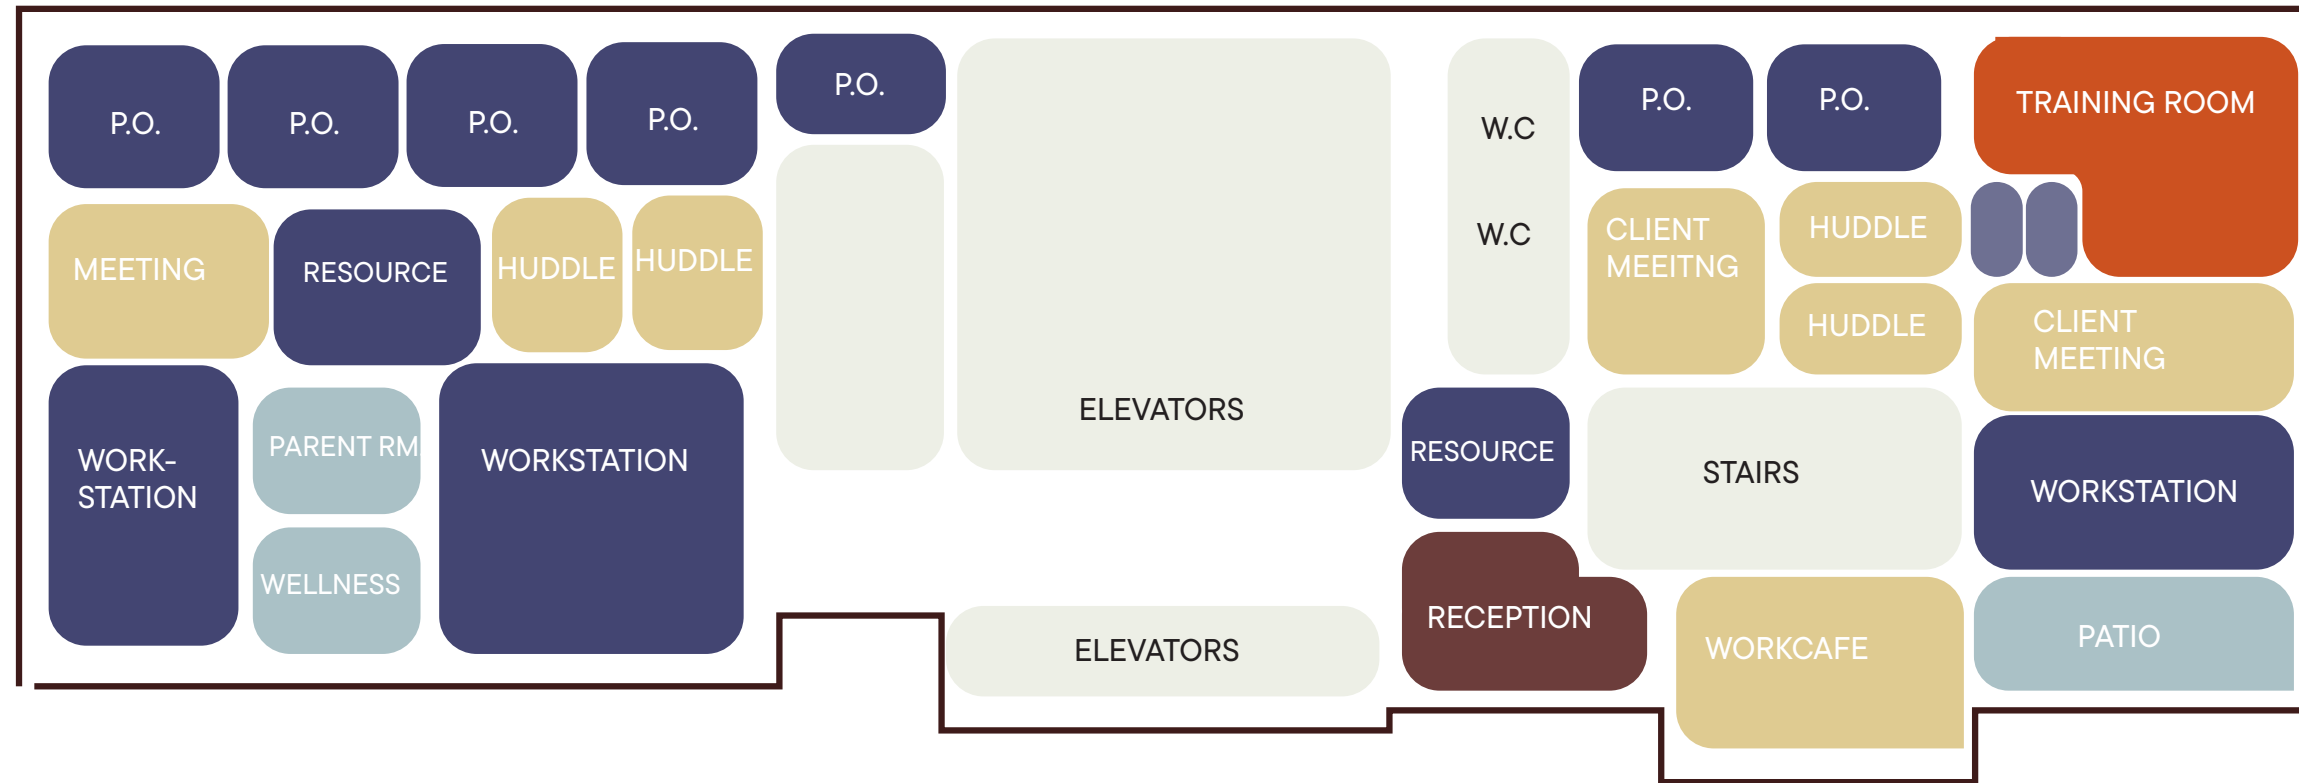 P.O.
P.O.
P.O.
P.O.
P.O.
P.O.
P.O.
TRAINING ROOM
W.C
W.C
MEETING
RESOURCE
HUDDLE
HUDDLE
CLIENT
MEEITNG
HUDDLE
HUDDLE
CLIENT
MEETING
ELEVATORS
WORK-
STATION
PARENT RM
WORKSTATION
RESOURCE
STAIRS
WORKSTATION
WELLNESS
ELEVATORS
RECEPTION
WORKCAFE
PATIO